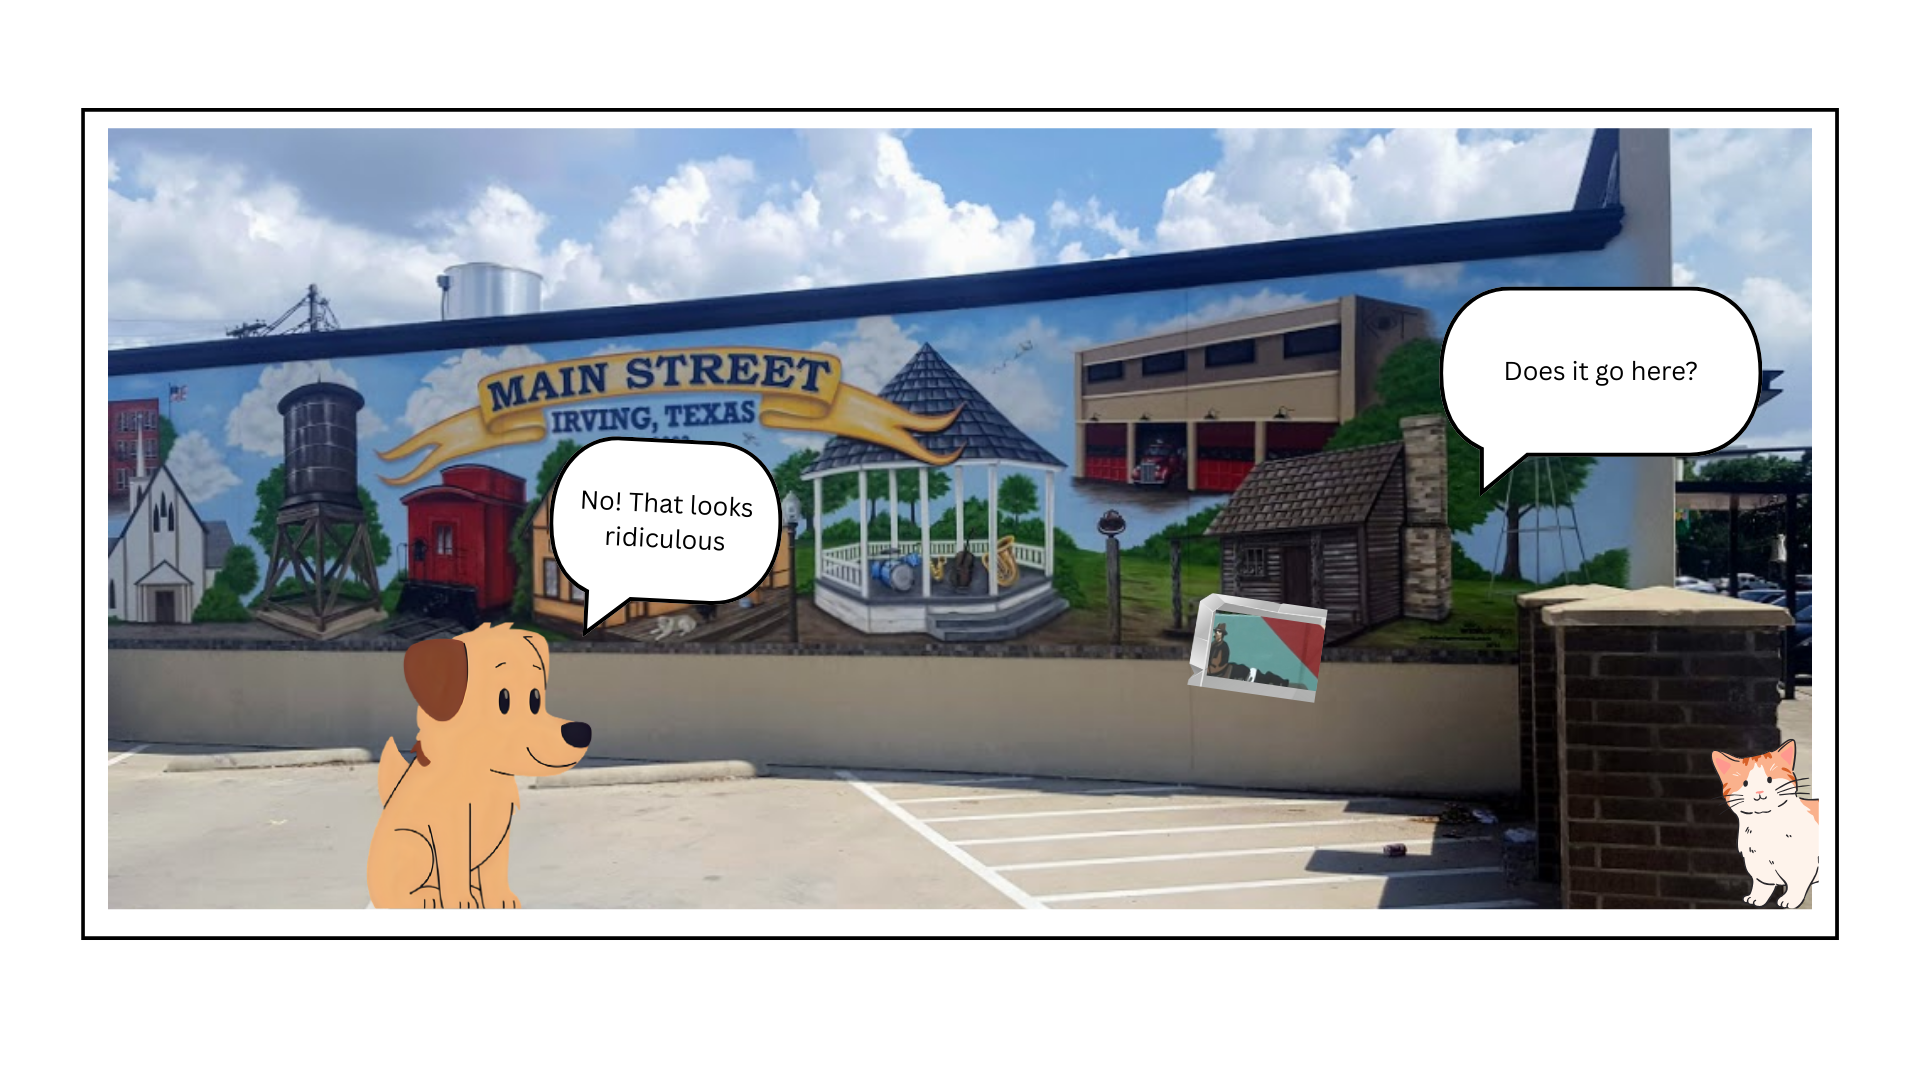 MAIN STREET
IRVING, TEXAS
Does it go here?
No! That looks
ridiculous